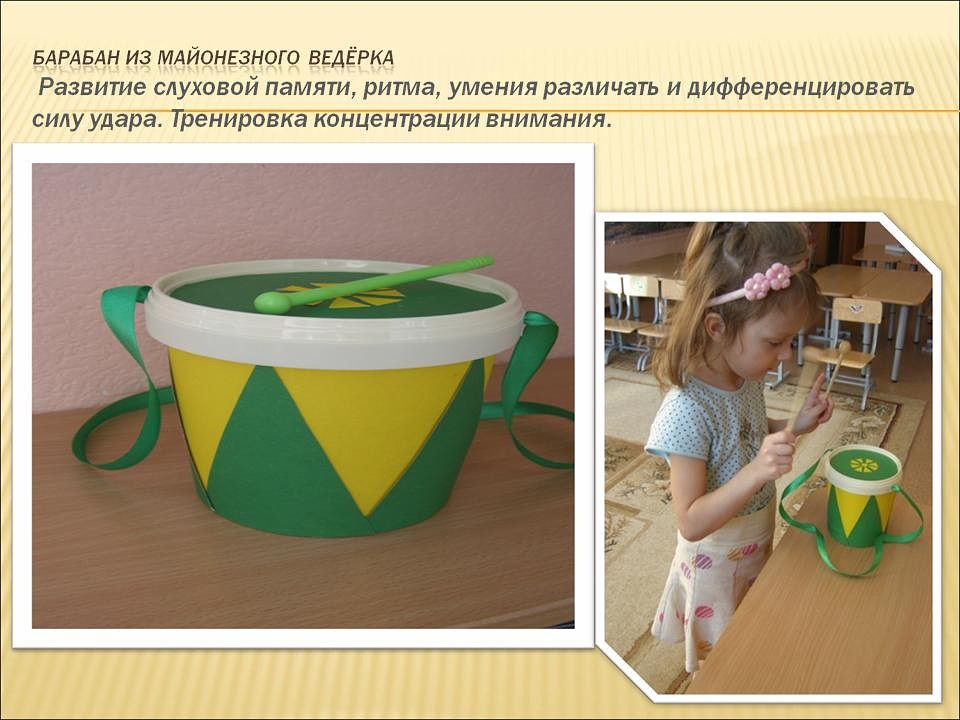 БАРАБАН ИЗ МАЙОНЕЗНОГО ВЕДЁРКА
Развитие слуховой памяти, ритма, умения различать и дифференцировать
силу удара. Тренировка концентрации внимания.